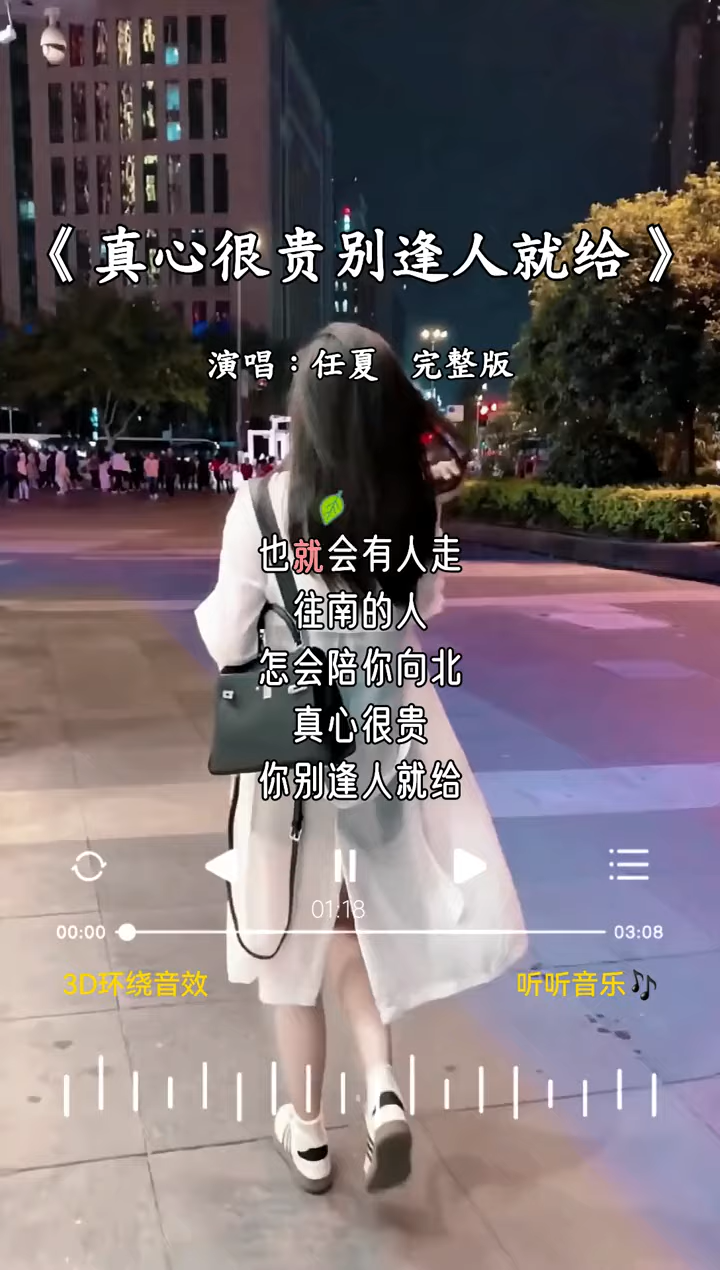 《真心很贵别逢人就给》
演唱：任夏 完整版
也就会有人走
往南的人
怎会陪你向北
真心很贵
你别逢人就给
01:18
00:00 03:08
3D环绕音效 听听音乐